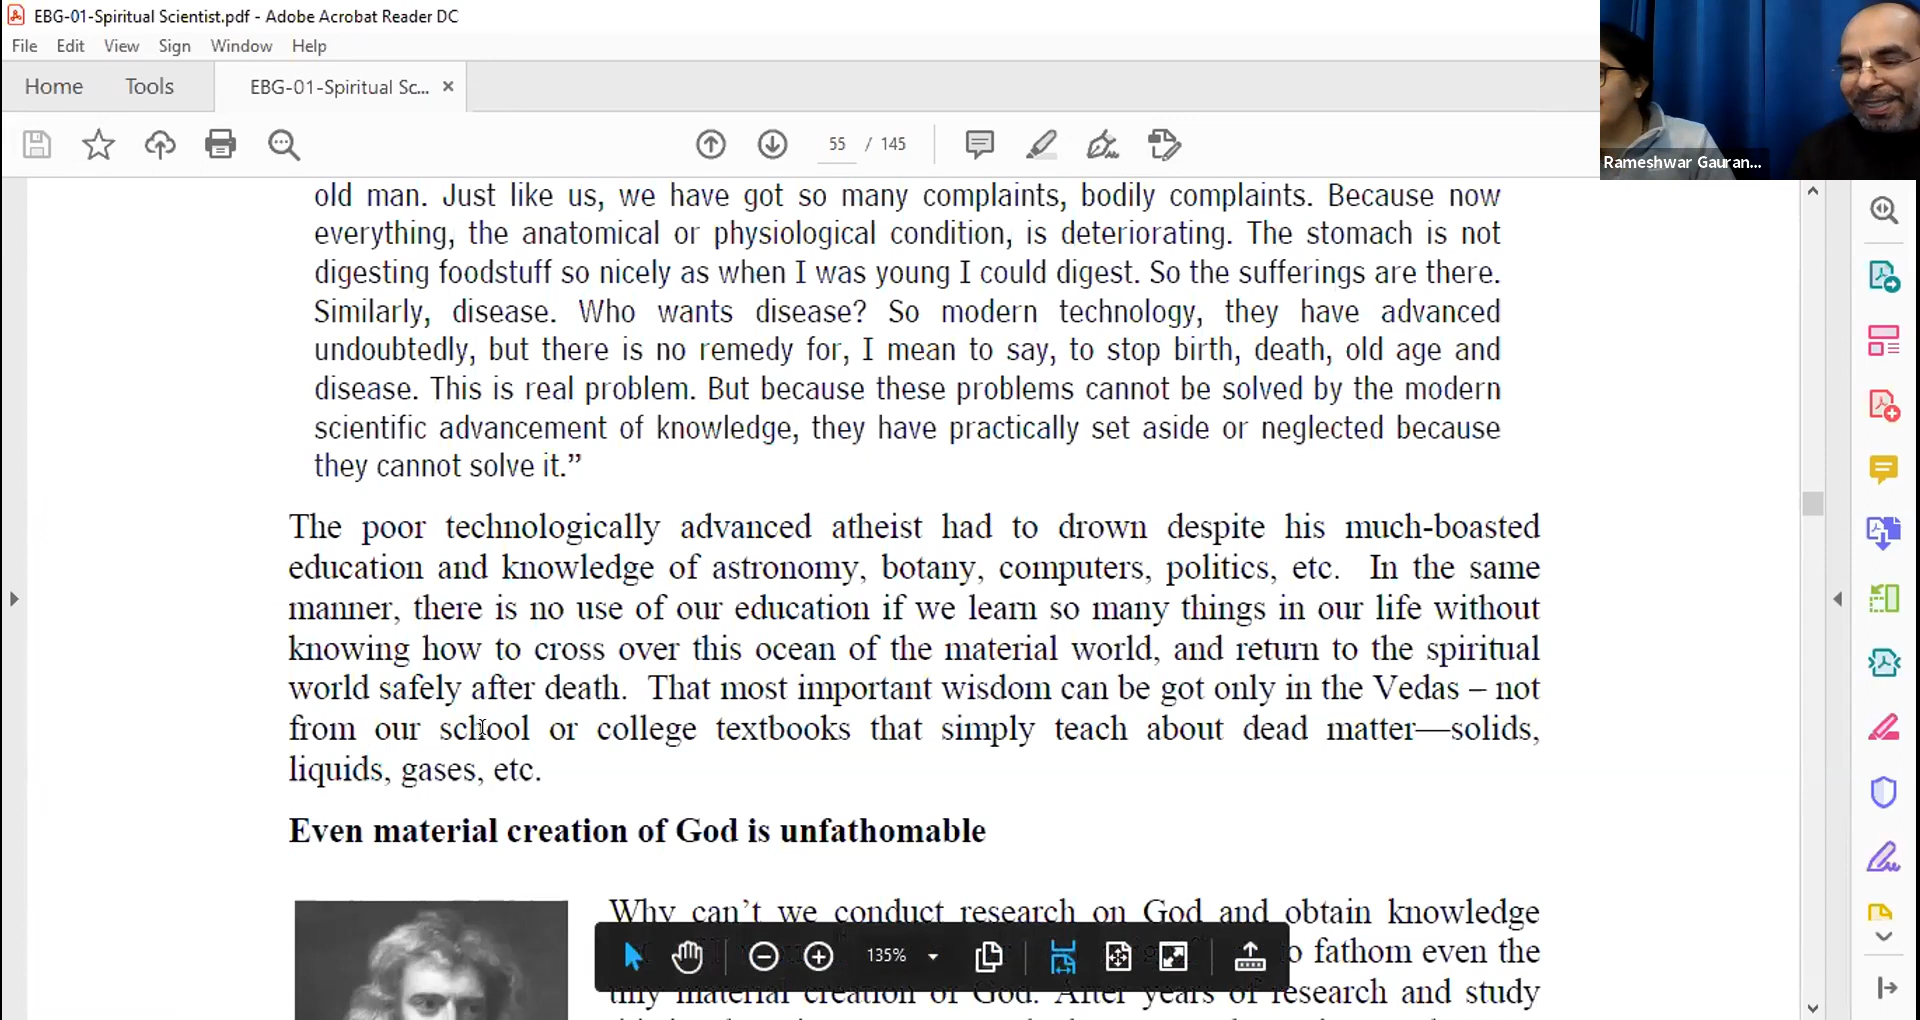 EBG-01-Spiritual Scientist.pdf - Adobe Acrobat Reader DC
File Edit View Sign Window Help
Home Tools EBG-01-Spiritual Sc... ×
55 / 145
Rameshwar Gauran...
old man. Just like us, we have got so many complaints, bodily complaints. Because now
everything, the anatomical or physiological condition, is deteriorating. The stomach is not
digesting foodstuff so nicely as when I was young I could digest. So the sufferings are there.
Similarly, disease. Who wants disease? So modern technology, they have advanced
undoubtedly, but there is no remedy for, I mean to say, to stop birth, death, old age and
disease. This is real problem. But because these problems cannot be solved by the modern
scientific advancement of knowledge, they have practically set aside or neglected because
they cannot solve it.”
The poor technologically advanced atheist had to drown despite his much-boasted
education and knowledge of astronomy, botany, computers, politics, etc. In the same
manner, there is no use of our education if we learn so many things in our life without
knowing how to cross over this ocean of the material world, and return to the spiritual
world safely after death. That most important wisdom can be got only in the Vedas – not
from our school or college textbooks that simply teach about dead matter—solids,
liquids, gases, etc.
Even material creation of God is unfathomable
Why can’t we conduct research on God and obtain knowledge
to fathom even the
tiny material creation of God. After years of research and study
135%